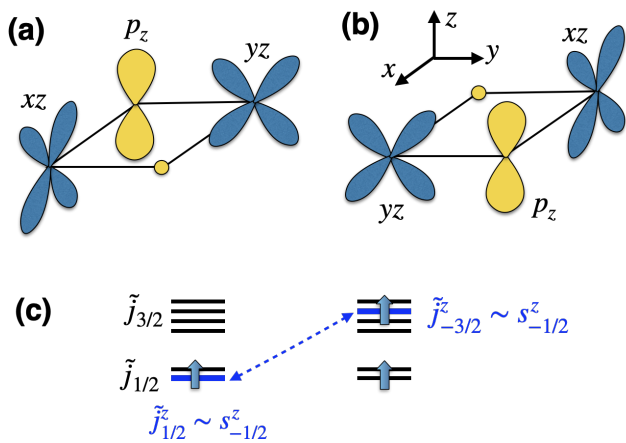 (a)
p_z
yz
xz
(b)
z
x
y
xz
yz
p_z
(c)
j̃_{3/2}
j̃^z_{-3/2} ~ s^z_{-1/2}
j̃_{1/2}
j̃^z_{1/2} ~ s^z_{-1/2}